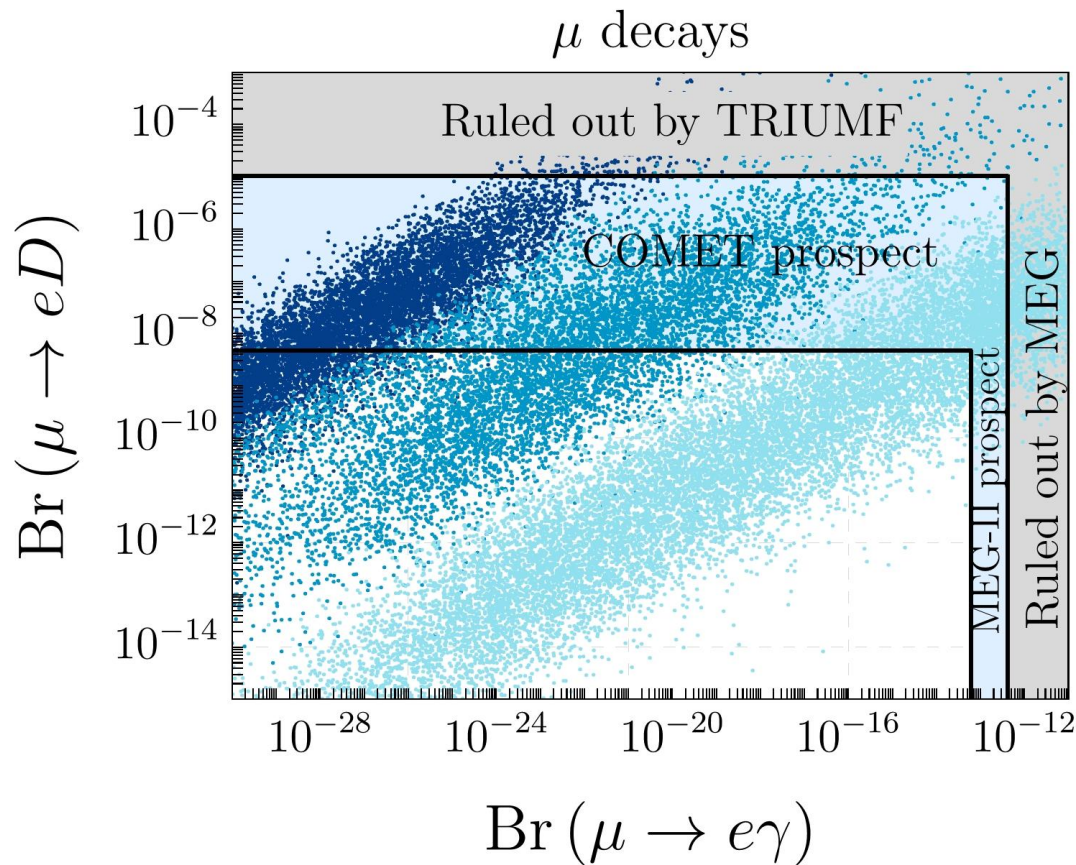 μ decays
Br (μ → eD)
10⁻⁴
10⁻⁶
10⁻⁸
10⁻¹⁰
10⁻¹²
10⁻¹⁴
Ruled out by TRIUMF
COMET prospect
MEG-II prospect
Ruled out by MEG
10⁻²⁸ 10⁻²⁴ 10⁻²⁰ 10⁻¹⁶ 10⁻¹²
Br (μ → eγ)